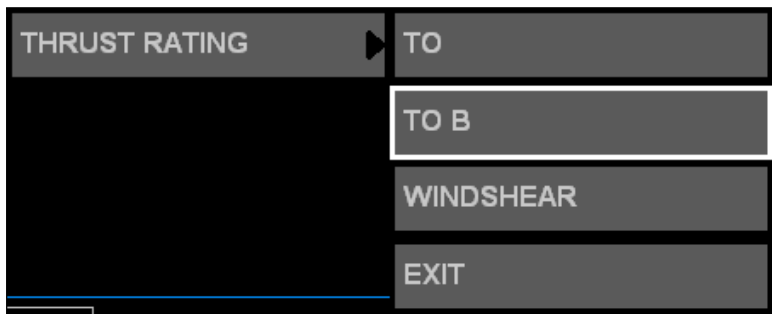 THRUST RATING
TO
TO B
WINDSHEAR
EXIT